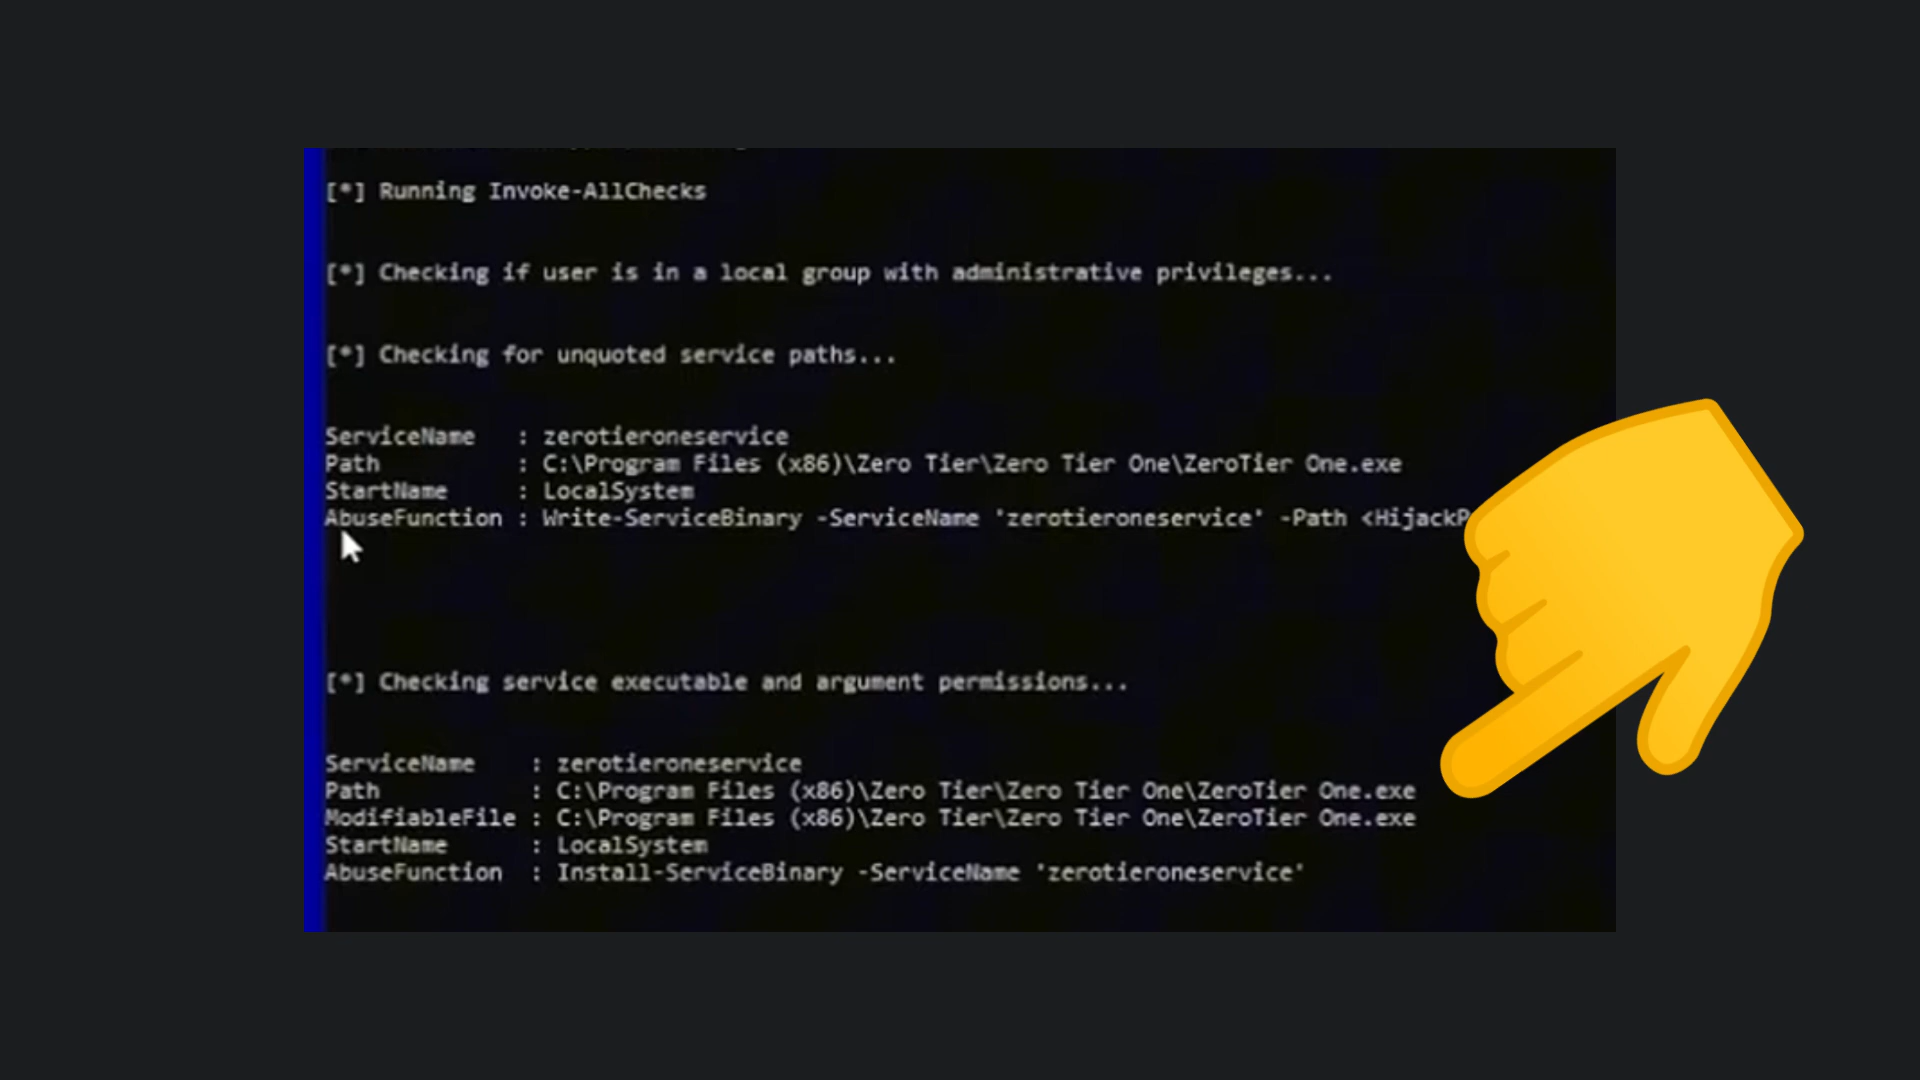 [*] Running Invoke-AllChecks
[*] Checking if user is in a local group with administrative privileges...
[*] Checking for unquoted service paths...
ServiceName   : zerotieroneservice
Path          : C:\Program Files (x86)\Zero Tier\Zero Tier One\ZeroTier One.exe
StartName     : LocalSystem
AbuseFunction : Write-ServiceBinary -ServiceName 'zerotieroneservice' -Path
[*] Checking service executable and argument permissions...
ServiceName    : zerotieroneservice
Path           : C:\Program Files (x86)\Zero Tier\Zero Tier One\ZeroTier One.exe
ModifiableFile : C:\Program Files (x86)\Zero Tier\Zero Tier One\ZeroTier One.exe
StartName      : LocalSystem
AbuseFunction  : Install-ServiceBinary -ServiceName 'zerotieroneservice'